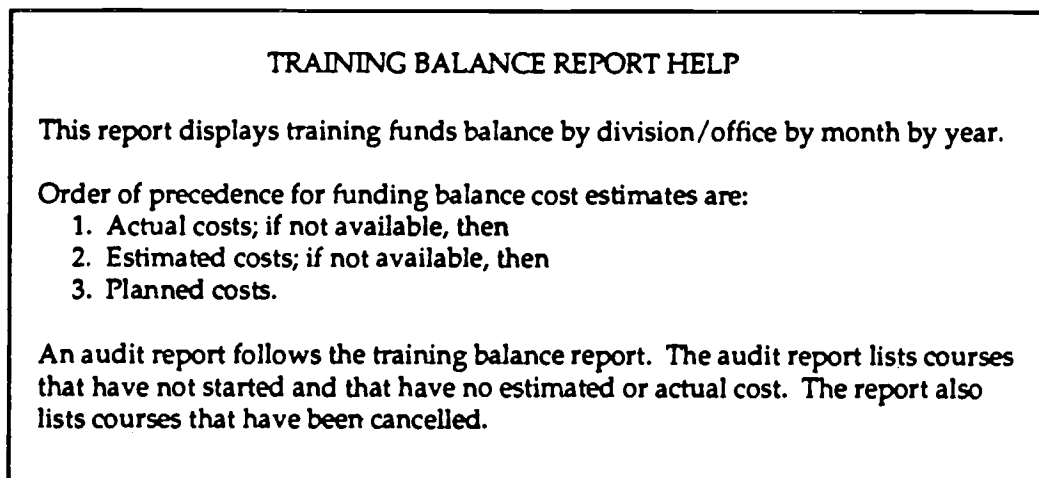 TRAINING BALANCE REPORT HELP
This report displays training funds balance by division/office by month by year.
Order of precedence for funding balance cost estimates are:
1. Actual costs; if not available, then
2. Estimated costs; if not available, then
3. Planned costs.
An audit report follows the training balance report. The audit report lists courses
that have not started and that have no estimated or actual cost. The report also
lists courses that have been cancelled.